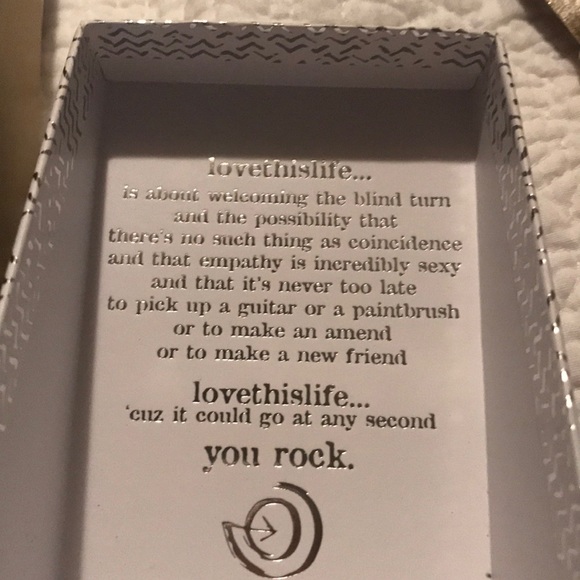 lovethislife...
is about welcoming the blind turn
and the possibility that
there's no such thing as coincidence
and that empathy is incredibly sexy
and that it's never too late
to pick up a guitar or a paintbrush
or to make an amend
or to make a new friend
lovethislife...
'cuz it could go at any second
you rock.